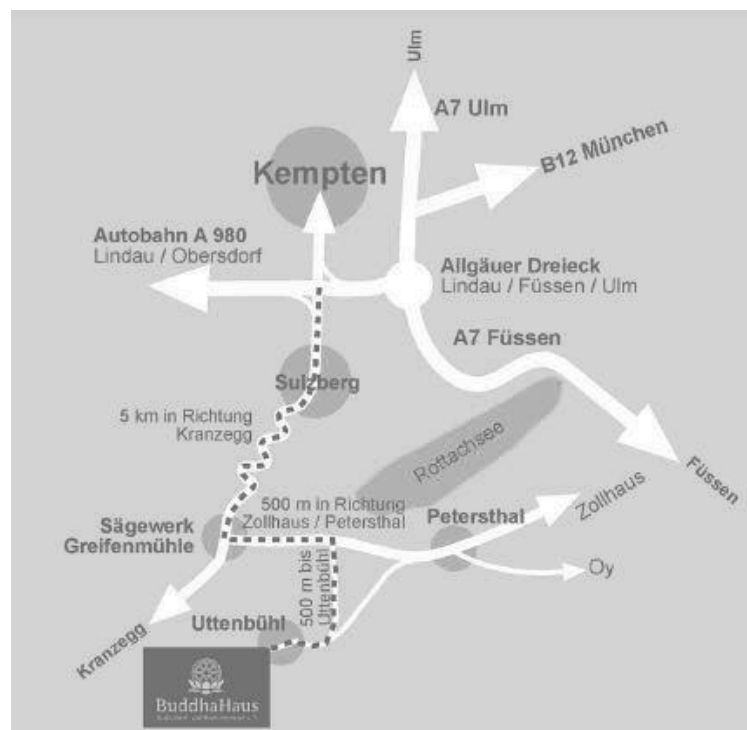 Ulm
A7 Ulm
B12 München
Kempten
Autobahn A 980
Lindau / Obersdorf
Allgäuer Dreieck
Lindau / Füssen / Ulm
A7 Füssen
Sulzberg
5 km in Richtung
Kranzegg
Rottachsee
Füssen
500 m in Richtung
Zollhaus / Petersthal
Zollhaus
Petersthal
Sägewerk
Greifenmühle
Oy
500 m bis
Uttenbühl
Uttenbühl
Kranzegg
BuddhaHaus